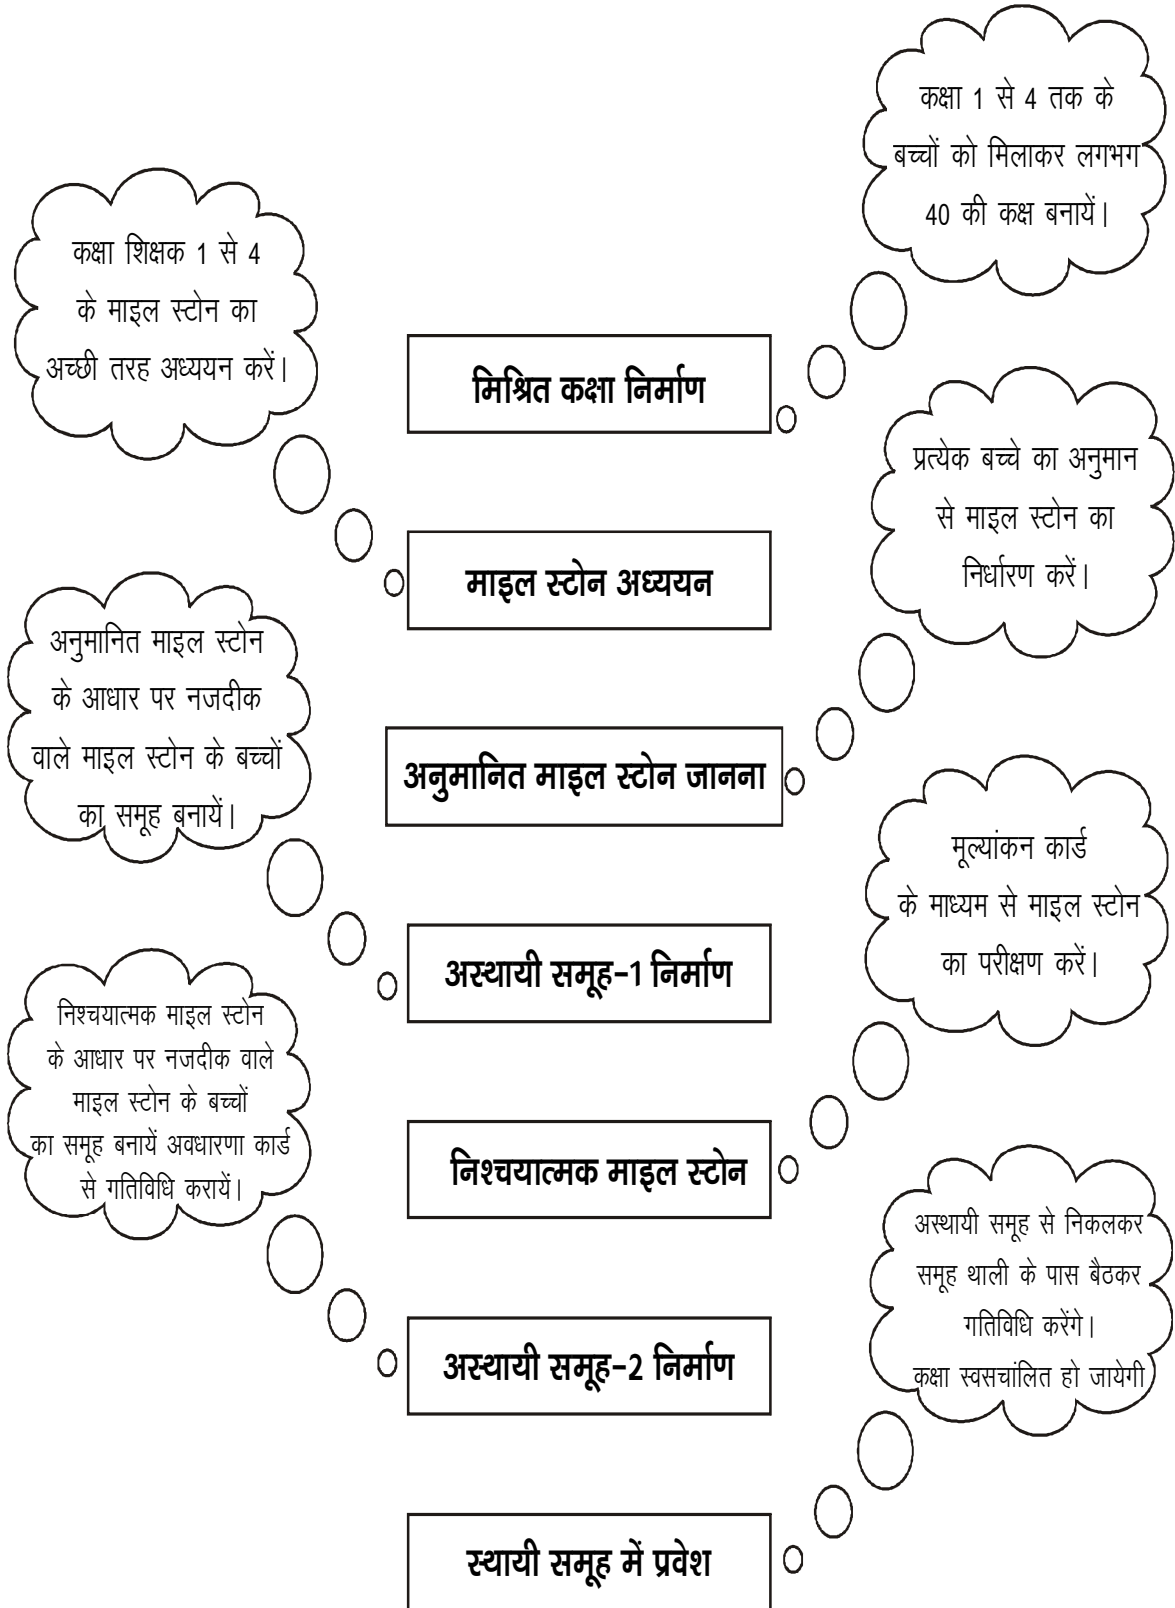 कक्षा 1 से 4 तक के
बच्चों को मिलाकर लगभग
40 की कक्ष बनायें।
मिश्रित कक्षा निर्माण
कक्षा शिक्षक 1 से 4
के माइल स्टोन का
अच्छी तरह अध्ययन करें।
माइल स्टोन अध्ययन
प्रत्येक बच्चे का अनुमान
से माइल स्टोन का
निर्धारण करें।
अनुमानित माइल स्टोन जानना
अनुमानित माइल स्टोन
के आधार पर नजदीक
वाले माइल स्टोन के बच्चों
का समूह बनायें।
अस्थायी समूह-1 निर्माण
मूल्यांकन कार्ड
के माध्यम से माइल स्टोन
का परीक्षण करें।
निश्चयात्मक माइल स्टोन
निश्चयात्मक माइल स्टोन
के आधार पर नजदीक वाले
माइल स्टोन के बच्चों
का समूह बनायें अवधारणा कार्ड
से गतिविधि करायें।
अस्थायी समूह-2 निर्माण
अस्थायी समूह से निकलकर
समूह थाली के पास बैठकर
गतिविधि करेंगे।
कक्षा स्वसचांलित हो जायेगी
स्थायी समूह में प्रवेश